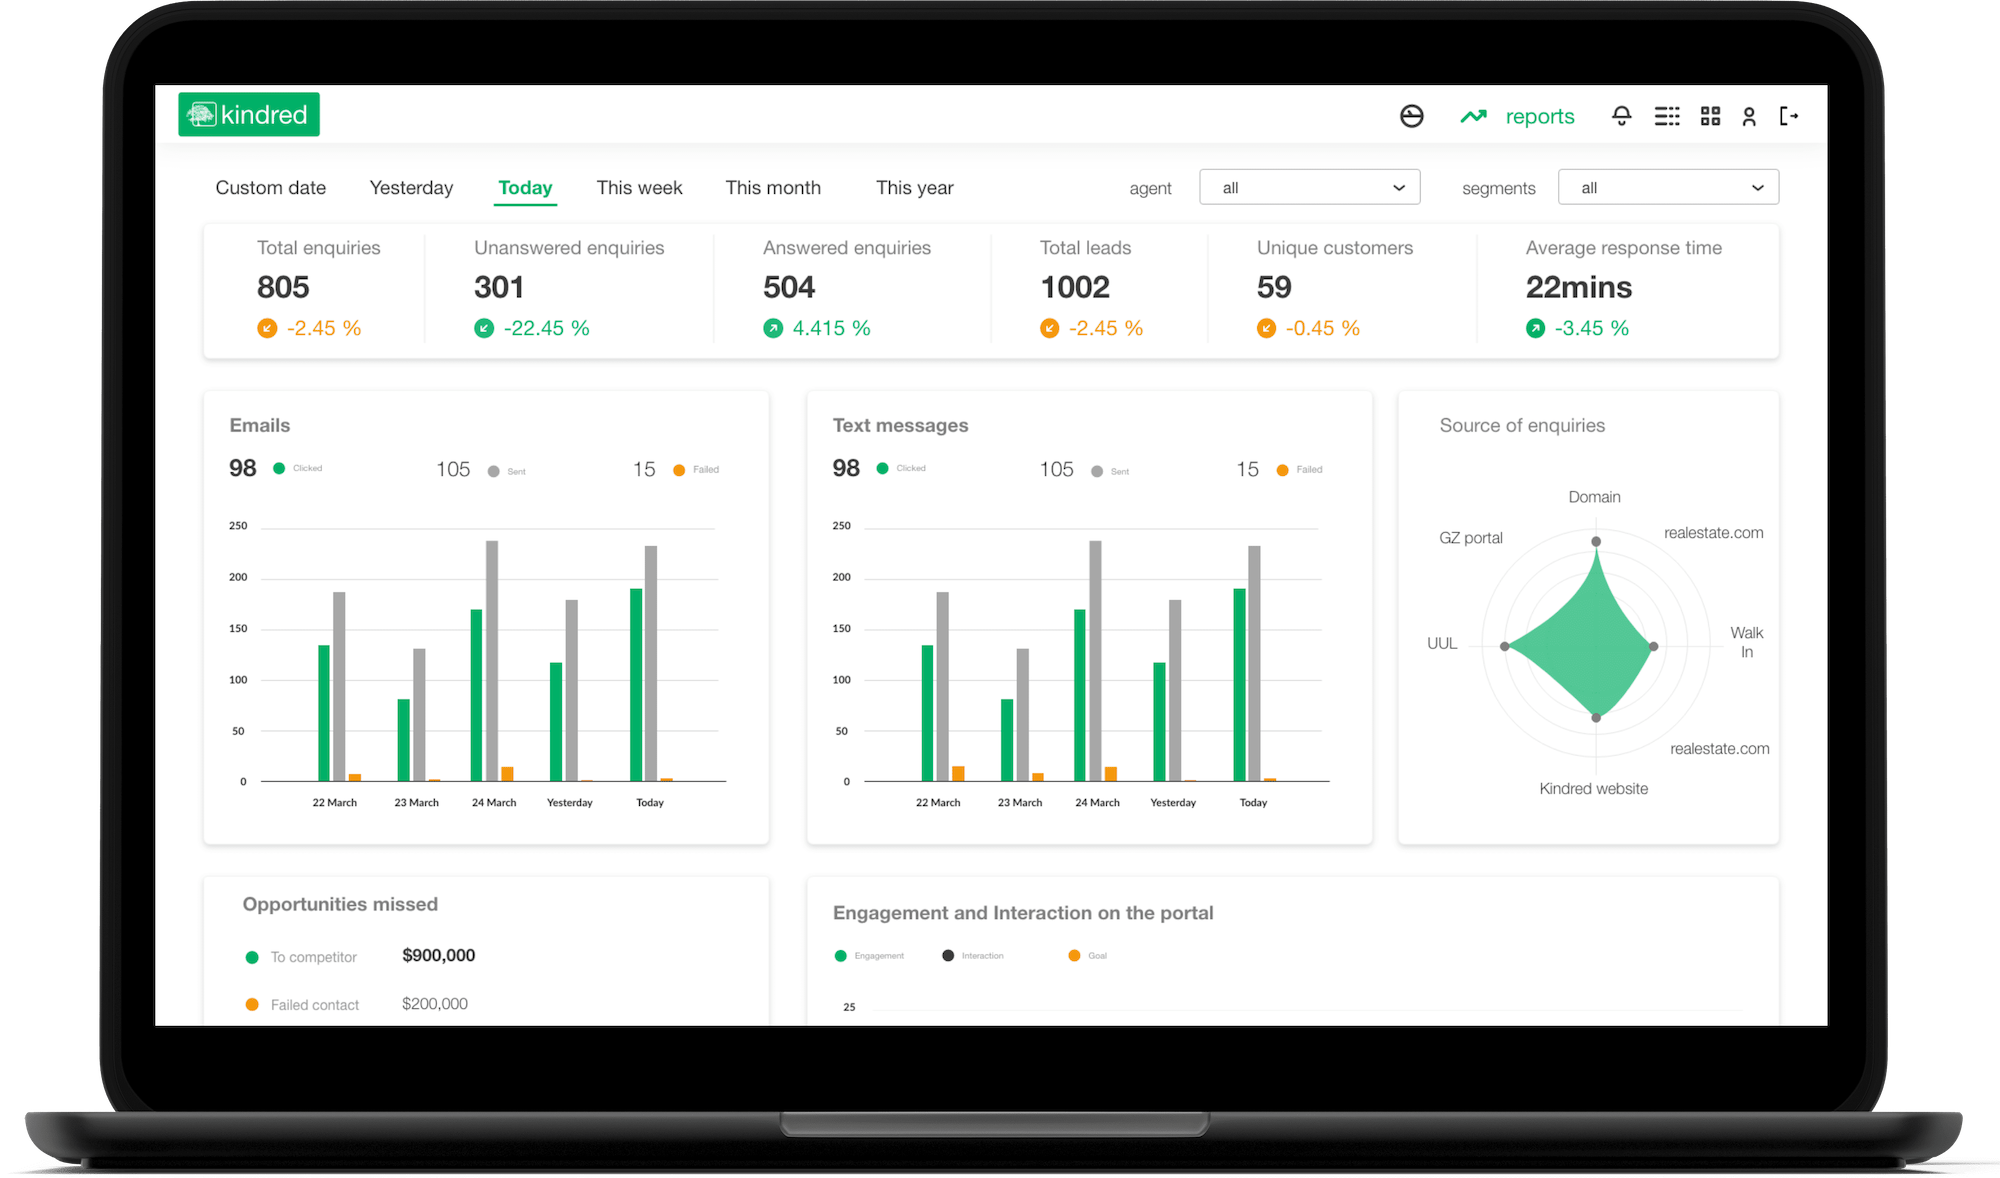 kindred
reports
Custom date Yesterday Today This week This month This year agent all segments all
Total enquiries Unanswered enquiries Answered enquiries Total leads Unique customers Average response time
805 301 504 1002 59 22mins
-2.45 % -22.45 % 4.415 % -2.45 % -0.45 % -3.45 %
Emails
98 Clicked 105 Sent 15 Failed
250
200
150
100
50
0
22 March 23 March 24 March Yesterday Today
Text messages
98 Clicked 105 Sent 15 Failed
250
200
150
100
50
0
22 March 23 March 24 March Yesterday Today
Source of enquiries
Domain
realestate.com
GZ portal
Walk
In
UUL
realestate.com
Kindred website
Opportunities missed
To competitor $900,000
Failed contact $200,000
Engagement and Interaction on the portal
Engagement Interaction Goal
25